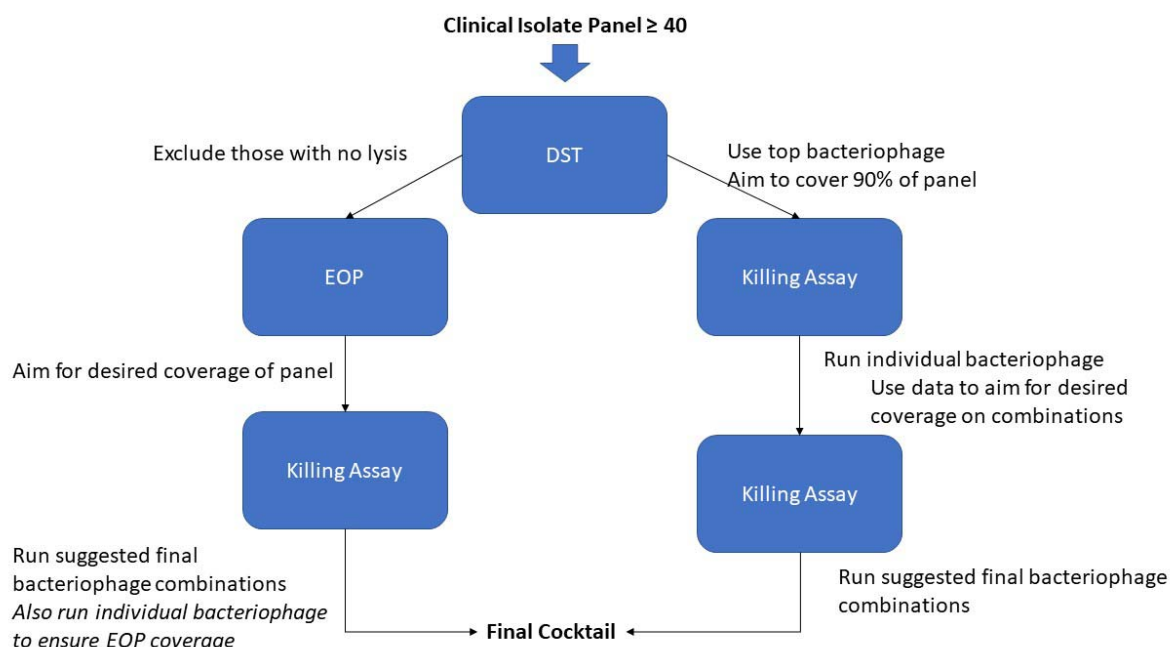 Clinical Isolate Panel ≥ 40
DST
Exclude those with no lysis
Use top bacteriophage
Aim to cover 90% of panel
EOP
Killing Assay
Aim for desired coverage of panel
Run individual bacteriophage
Use data to aim for desired
coverage on combinations
Killing Assay
Killing Assay
Run suggested final
bacteriophage combinations
Also run individual bacteriophage
to ensure EOP coverage
Run suggested final bacteriophage
combinations
Final Cocktail